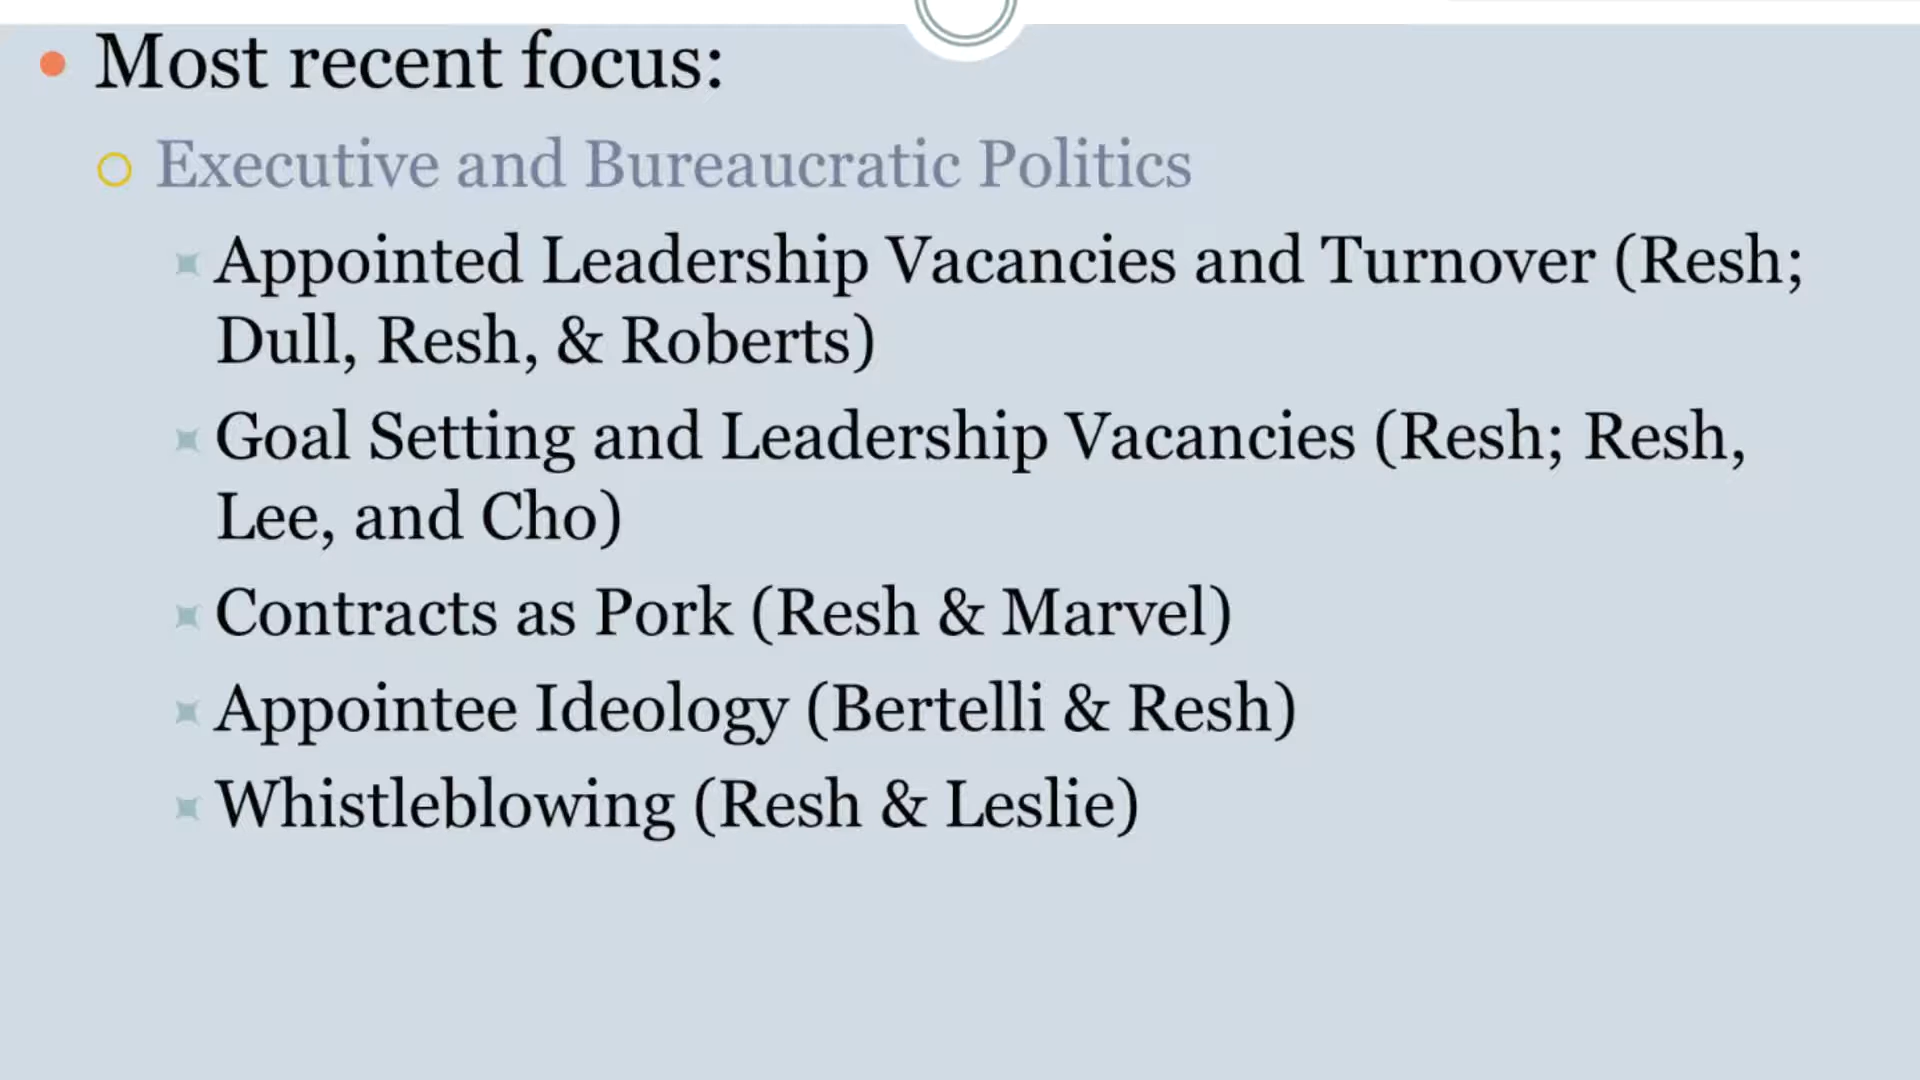 Most recent focus:
Executive and Bureaucratic Politics
Appointed Leadership Vacancies and Turnover (Resh;
Dull, Resh, & Roberts)
Goal Setting and Leadership Vacancies (Resh; Resh,
Lee, and Cho)
Contracts as Pork (Resh & Marvel)
Appointee Ideology (Bertelli & Resh)
Whistleblowing (Resh & Leslie)